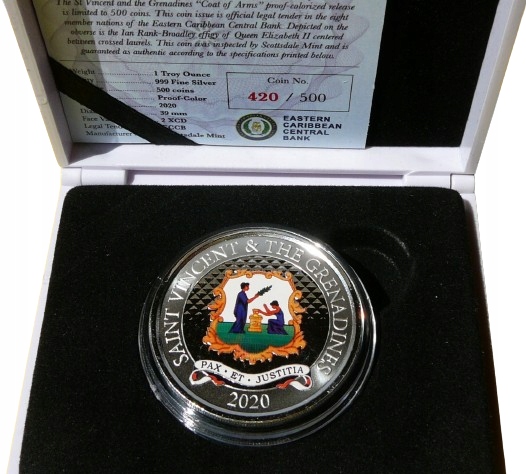 The St Vincent and the Grenadines "Coat of Arms" proof-colorized release
is limited to 500 coins. This coin issue is official legal tender in the eight
member nations of the Eastern Caribbean Central Bank. Depicted on the
obverse is the Ian Rank-Broadley effigy of Queen Elizabeth II centered
between crossed laurels. This coin was inspected by Scottsdale Mint and is
guaranteed as authentic according to the specifications printed below.
Weight 1 Troy Ounce
999 Fine Silver
500 coins
Proof-Color
2020
39 mm
Face 2 XCD
Legal ECCB
Manufacturer Scottsdale Mint
Coin No.
420 / 500
EASTERN
CARIBBEAN
CENTRAL
BANK
SAINT VINCENT & THE GRENADINES
PAX · ET · JUSTITIA
2020